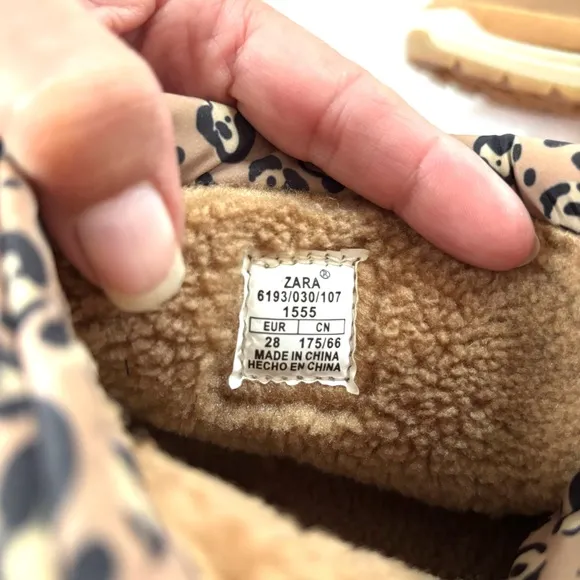 ZARA®
6193/030/107
1555
EUR CN
28 175/66
MADE IN CHINA
HECHO EN CHINA